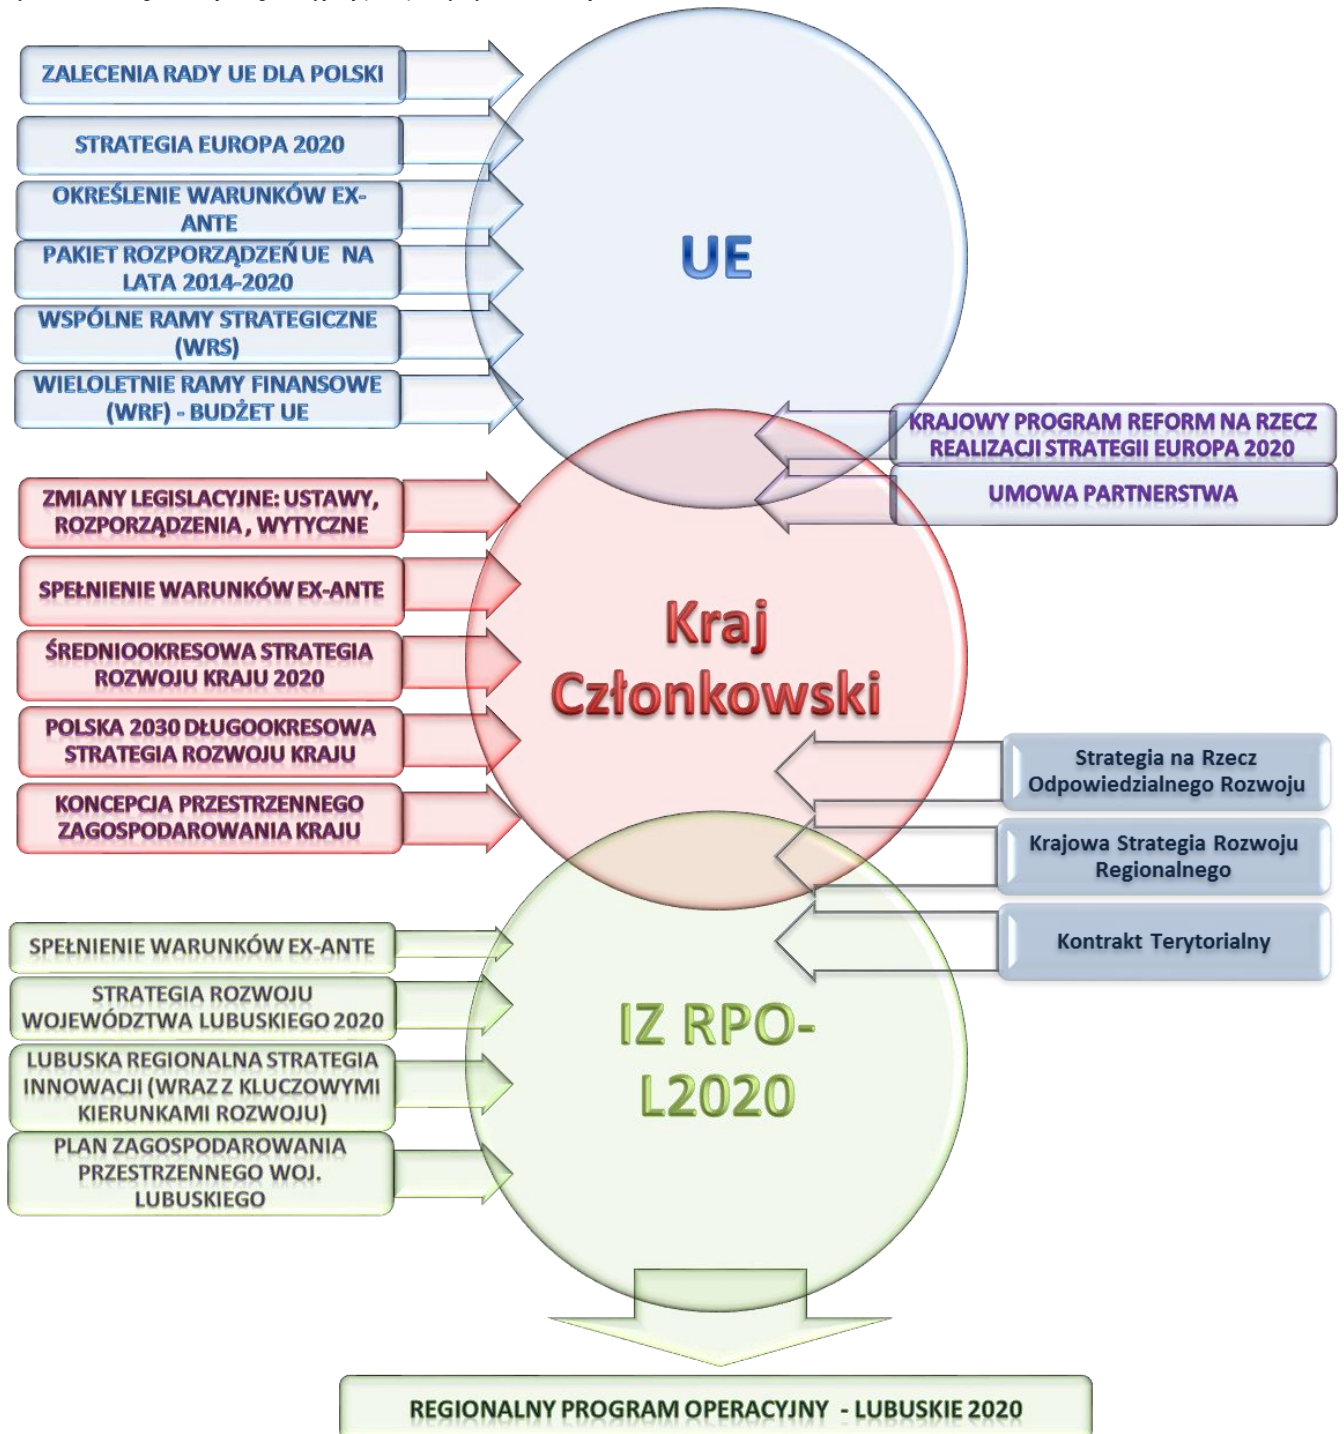 ZALECENIA RADY UE DLA POLSKI
STRATEGIA EUROPA 2020
OKREŚLENIE WARUNKÓW EX-
ANTE
PAKIET ROZPORZĄDZEŃ UE NA
LATA 2014-2020
WSPÓLNE RAMY STRATEGICZNE
(WRS)
WIELOLETNIE RAMY FINANSOWE
(WRF) - BUDŻET UE
UE
KRAJOWY PROGRAM REFORM NA RZECZ
REALIZACJI STRATEGII EUROPA 2020
UMOWA PARTNERSTWA
ZMIANY LEGISLACYJNE: USTAWY,
ROZPORZĄDZENIA , WYTYCZNE
SPEŁNIENIE WARUNKÓW EX-ANTE
ŚREDNIOOKRESOWA STRATEGIA
ROZWOJU KRAJU 2020
POLSKA 2030 DŁUGOOKRESOWA
STRATEGIA ROZWOJU KRAJU
KONCEPCJA PRZESTRZENNEGO
ZAGOSPODAROWANIA KRAJU
Kraj
Członkowski
Strategia na Rzecz
Odpowiedzialnego Rozwoju
Krajowa Strategia Rozwoju
Regionalnego
Kontrakt Terytorialny
SPEŁNIENIE WARUNKÓW EX-ANTE
STRATEGIA ROZWOJU
WOJEWÓDZTWA LUBUSKIEGO 2020
LUBUSKA REGIONALNA STRATEGIA
INNOWACJI (WRAZ Z KLUCZOWYMI
KIERUNKAMI ROZWOJU)
PLAN ZAGOSPODAROWANIA
PRZESTRZENNEGO WOJ.
LUBUSKIEGO
IZ RPO-
L2020
REGIONALNY PROGRAM OPERACYJNY - LUBUSKIE 2020